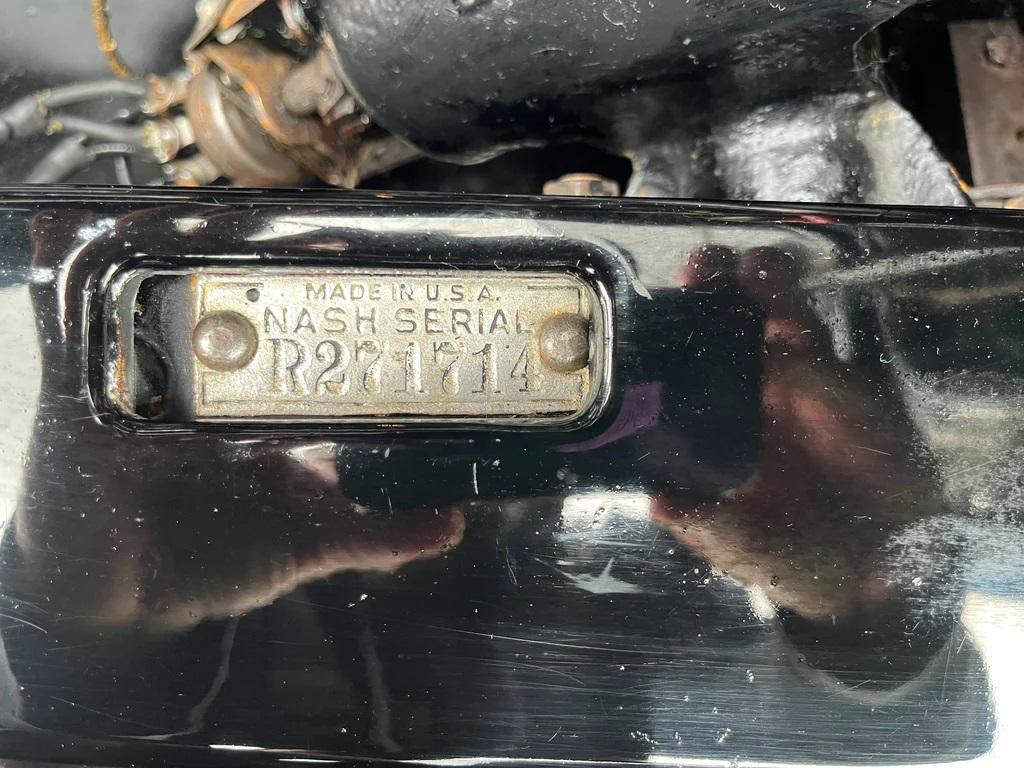 MADE IN U.S.A.
NASH SERIAL
R271714